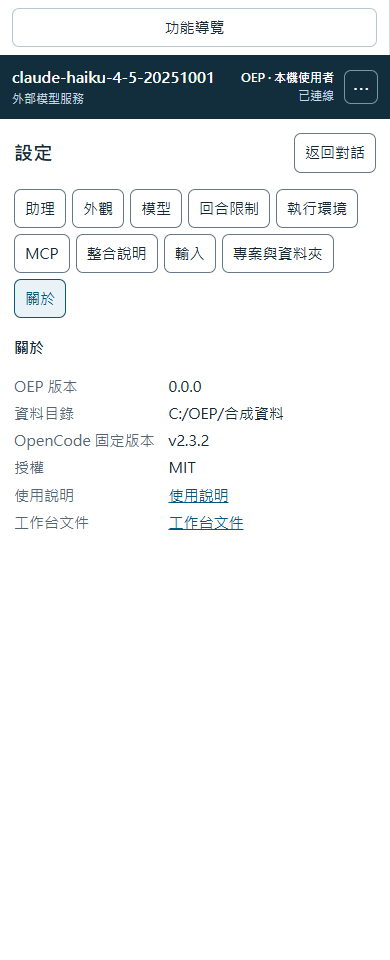 功能導覽
claude-haiku-4-5-20251001
外部模型服務
OEP · 本機使用者
已連線
...
設定
返回對話
助理 外觀 模型 回合限制 執行環境
MCP 整合說明 輸入 專案與資料夾
關於
關於
OEP 版本 0.0.0
資料目錄 C:/OEP/合成資料
OpenCode 固定版本 v2.3.2
授權 MIT
使用說明 使用說明
工作台文件 工作台文件